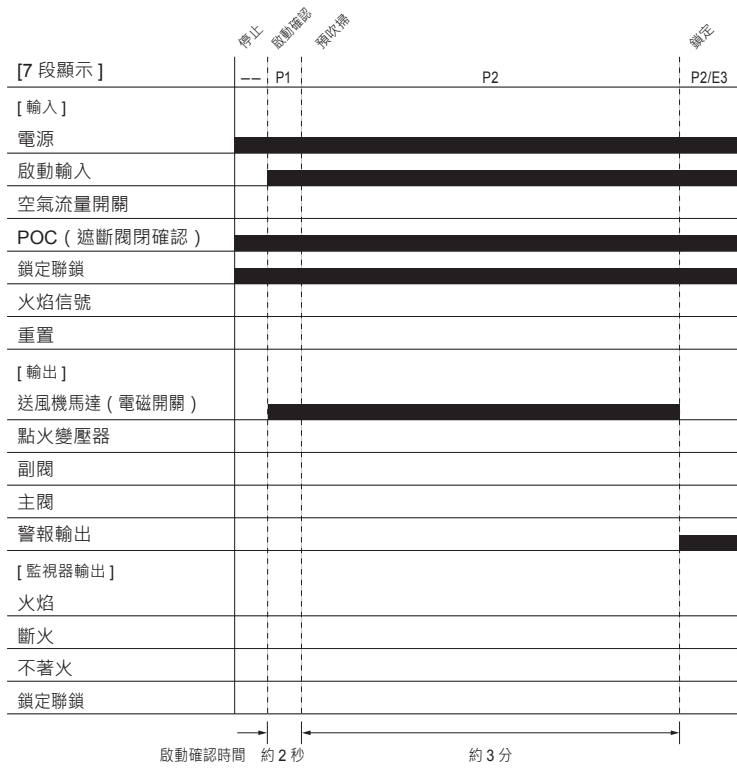 停止 啟動確認 預吹掃 鎖定
[7 段顯示] –– P1 P2 P2/E3
[輸入]
電源
啟動輸入
空氣流量開關
POC(遮斷閥閉確認)
鎖定聯鎖
火焰信號
重置
[輸出]
送風機馬達(電磁開關)
點火變壓器
副閥
主閥
警報輸出
[監視器輸出]
火焰
斷火
不著火
鎖定聯鎖
啟動確認時間 約 2 秒 約 3 分